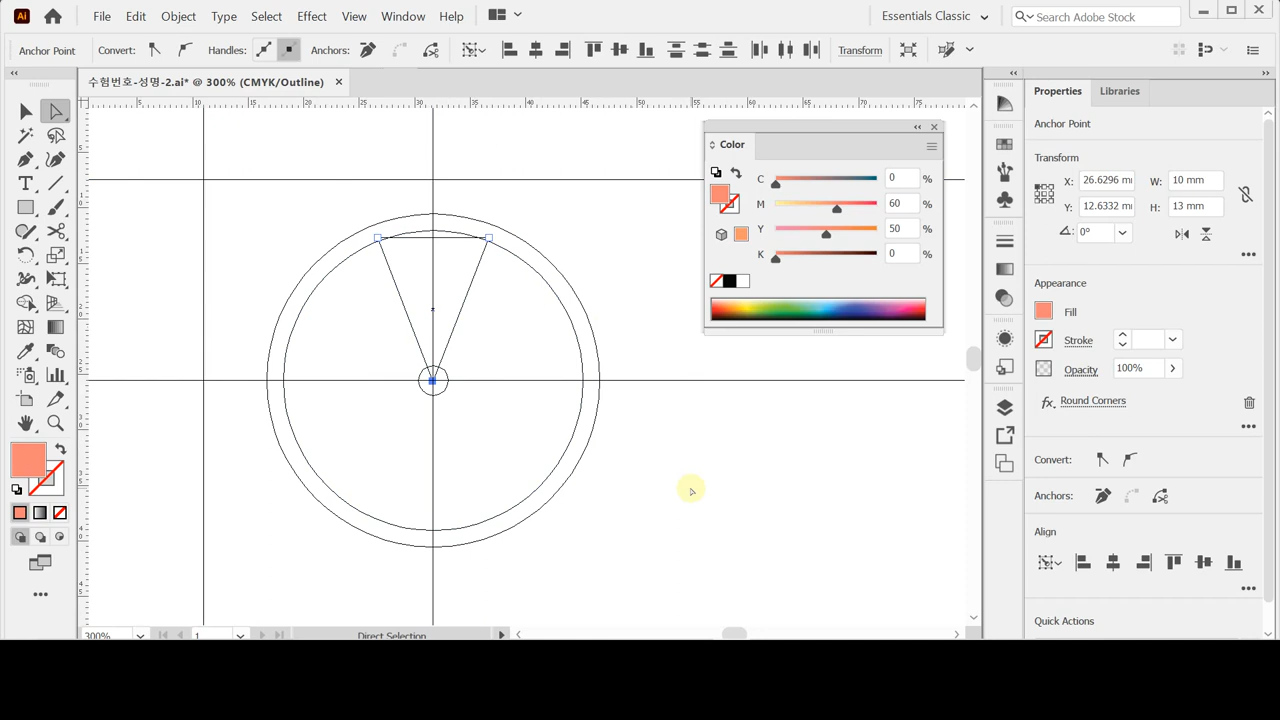 Ai File Edit Object Type Select Effect View Window Help Essentials Classic Search Adobe Stock
Anchor Point Convert: Handles: Anchors: Transform
수험번호-성명-2.ai* @ 300% (CMYK/Outline)
Properties Libraries
Anchor Point
Color
Transform
C 0 %
M 60 %
Y 50 %
K 0 %
X: 26.6296 m W: 10 mm
Y: 12.6332 m H: 13 mm
0°
Appearance
Fill
Stroke
Opacity 100%
fx Round Corners
Convert:
Anchors:
Align
Quick Actions
300% 1 Direct Selection